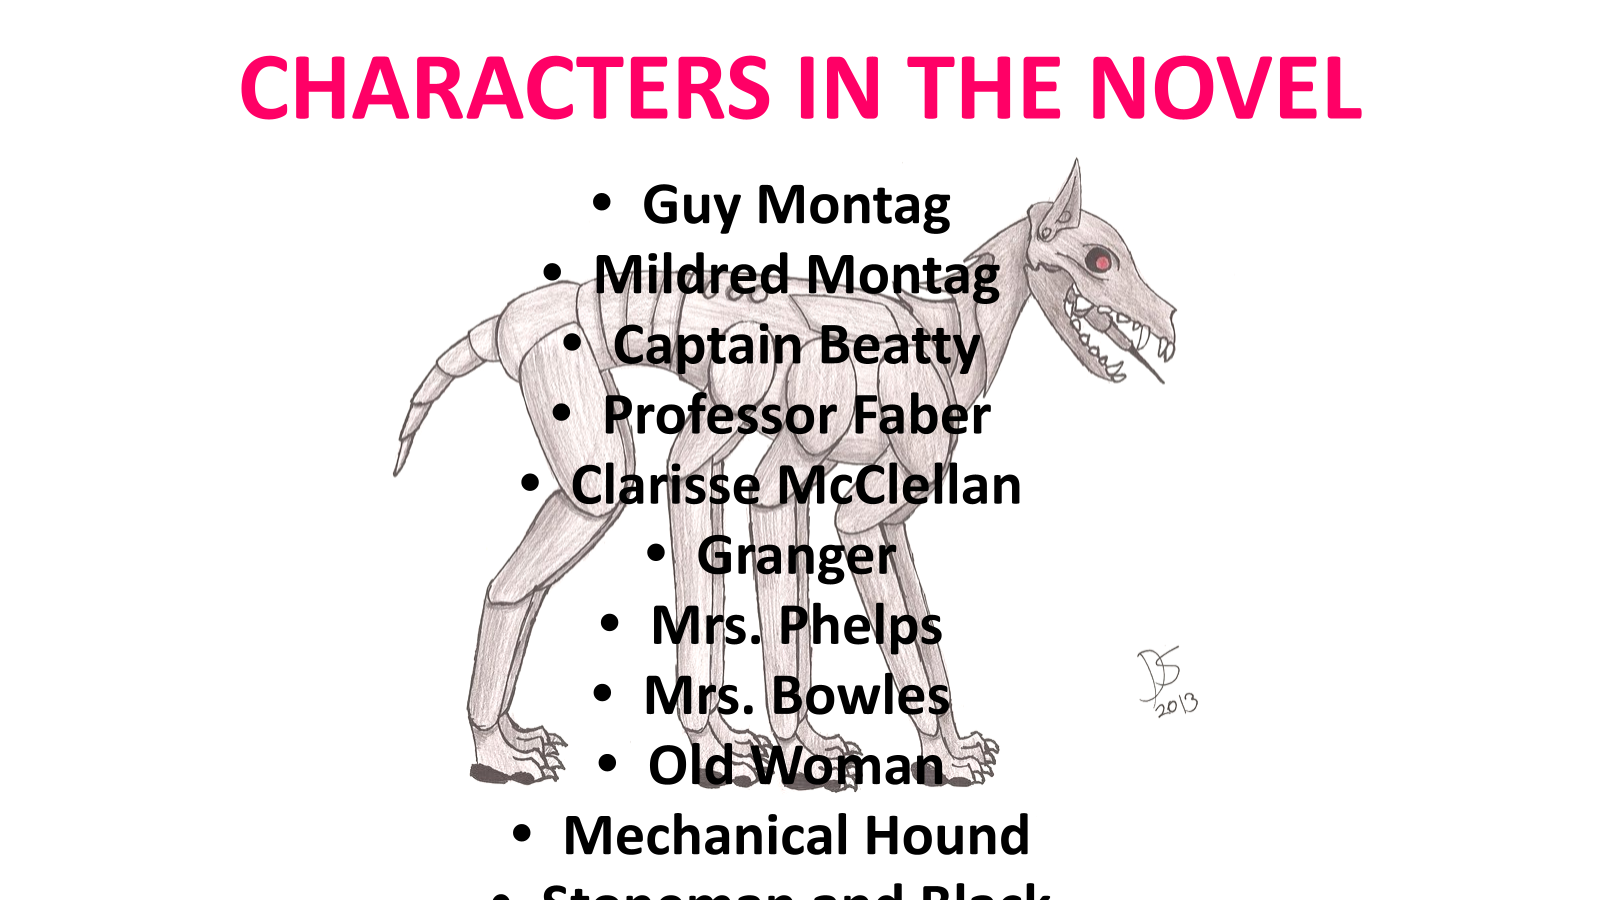 CHARACTERS IN THE NOVEL
• Guy Montag
• Mildred Montag
• Captain Beatty
• Professor Faber
• Clarisse McClellan
• Granger
• Mrs. Phelps
• Mrs. Bowles
• Old Woman
• Mechanical Hound
• Stoneman and Black
DS
2013